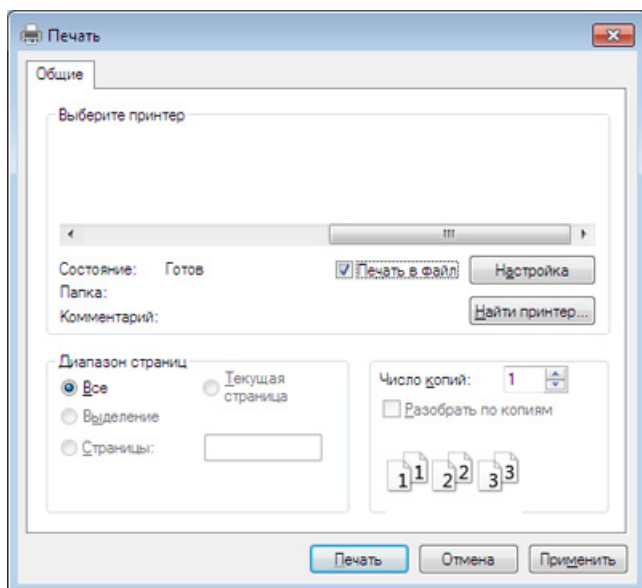 Печать
Общие
Выберите принтер
Состояние: Готов
Печать в файл
Настройка
Папка:
Комментарий:
Найти принтер...
Диапазон страниц
Все
Текущая
страница
Выделение
Страницы:
Число копий: 1
Разобрать по копиям
1 1 2 2 3 3
Печать Отмена Применить